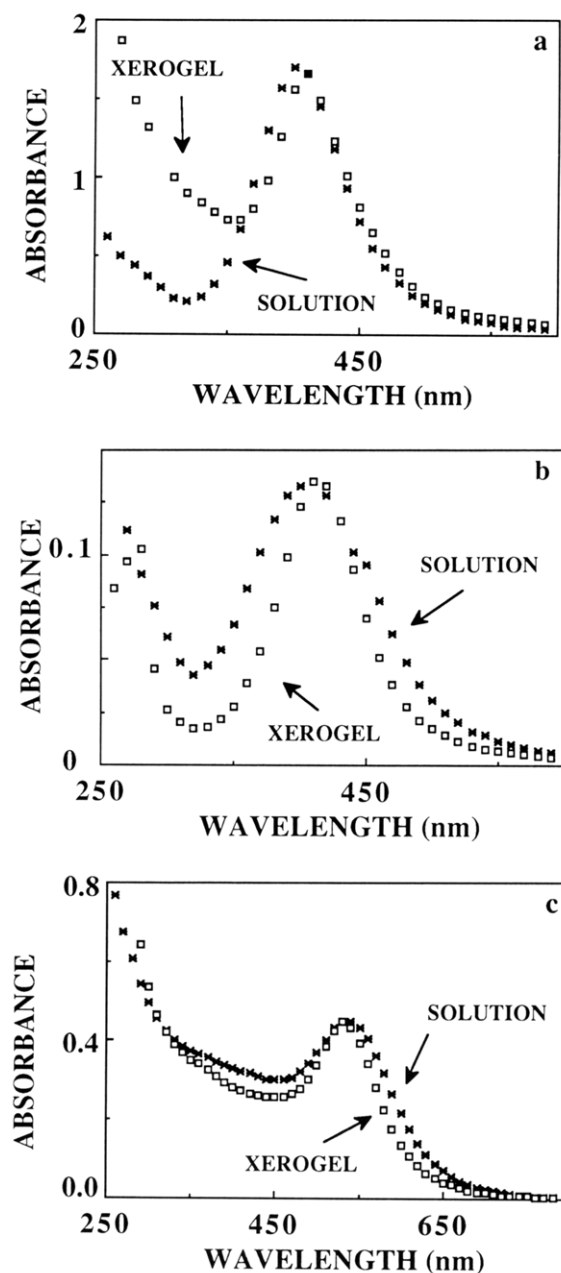 a
2
XEROGEL
1
SOLUTION
0
250 450
ABSORBANCE
WAVELENGTH (nm)
b
0.1
SOLUTION
XEROGEL
0
250 450
ABSORBANCE
WAVELENGTH (nm)
c
0.8
SOLUTION
0.4
XEROGEL
0.0
250 450 650
ABSORBANCE
WAVELENGTH (nm)